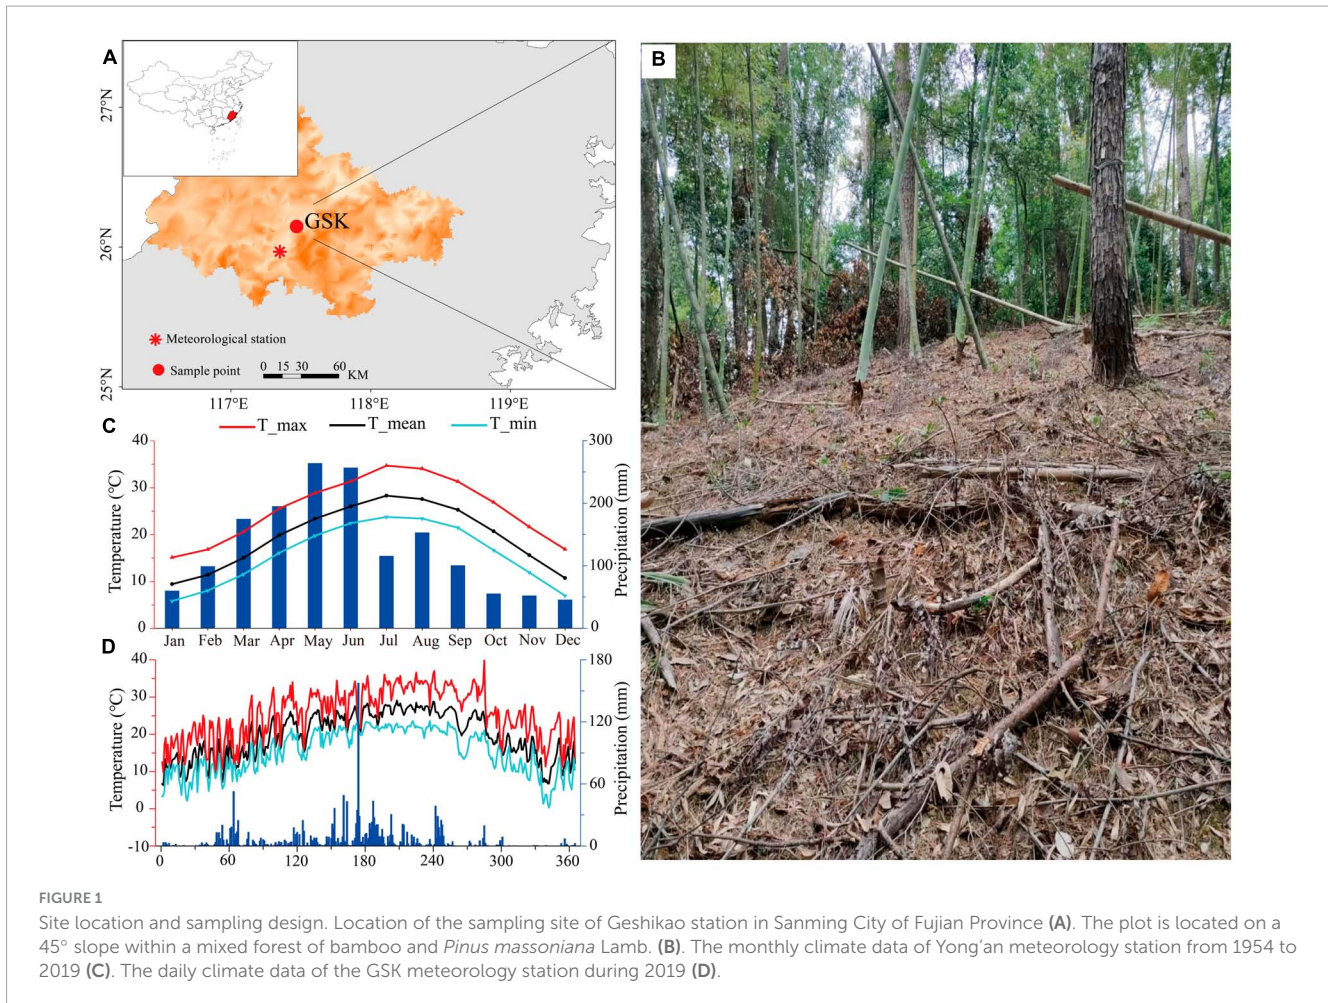 A
27°N
26°N
25°N
GSK
Meteorological station
Sample point
0 15 30 60
KM
117°E 118°E 119°E
B
C
T_max T_mean T_min
Temperature (°C)
40
30
20
10
0
Precipitation (mm)
300
200
100
0
Jan Feb Mar Apr May Jun Jul Aug Sep Oct Nov Dec
D
Temperature (°C)
40
30
20
10
0
-10
Precipitation (mm)
180
120
60
0
0 60 120 180 240 300 360
FIGURE 1
Site location and sampling design. Location of the sampling site of Geshikao station in Sanming City of Fujian Province (A). The plot is located on a
45° slope within a mixed forest of bamboo and Pinus massoniana Lamb. (B). The monthly climate data of Yong'an meteorology station from 1954 to
2019 (C). The daily climate data of the GSK meteorology station during 2019 (D).